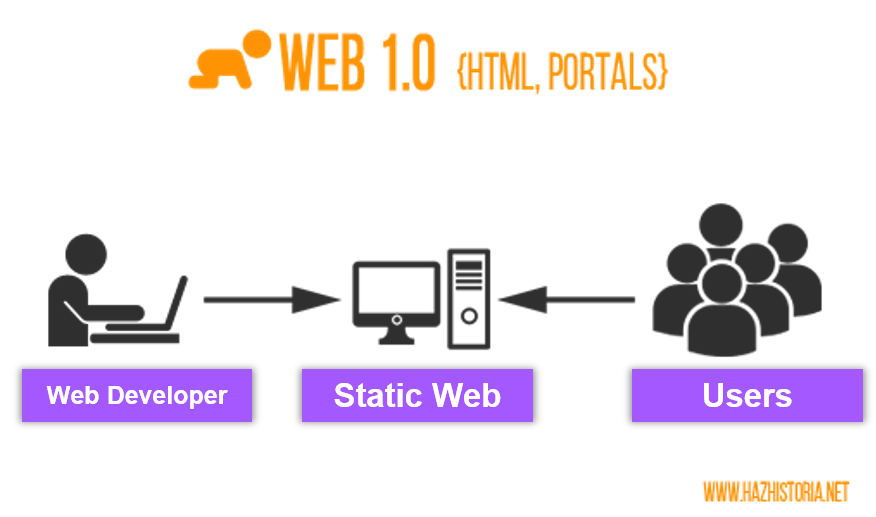 WEB 1.0 {HTML, PORTALS}
Web Developer
Static Web
Users
WWW.HAZHISTORIA.NET